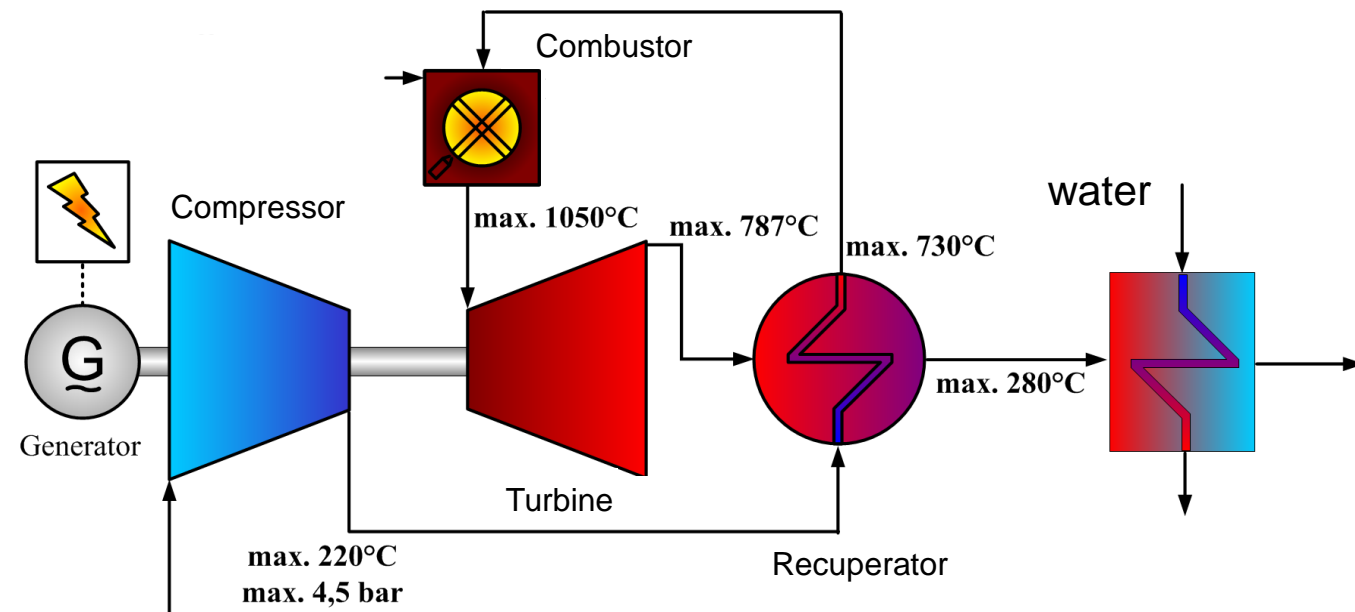 Combustor
Compressor
water
max. 1050°C
max. 787°C
max. 730°C
G
Generator
max. 280°C
Turbine
max. 220°C
max. 4,5 bar
Recuperator